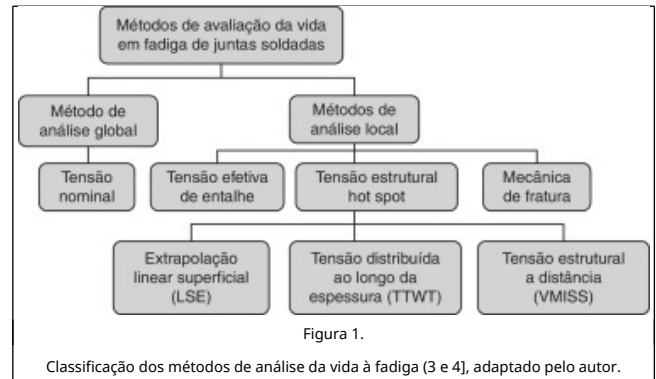 Métodos de avaliação da vida
em fadiga de juntas soldadas
Método de
análise global
Métodos de
análise local
Tensão
nominal
Tensão efetiva
de entalhe
Tensão estrutural
hot spot
Mecânica
de fratura
Extrapolação
linear superficial
(LSE)
Tensão distribuída
ao longo da
espessura (TTWT)
Tensão estrutural
a distância
(VMISS)
Figura 1.
Classificação dos métodos de análise da vida à fadiga (3 e 4], adaptado pelo autor.